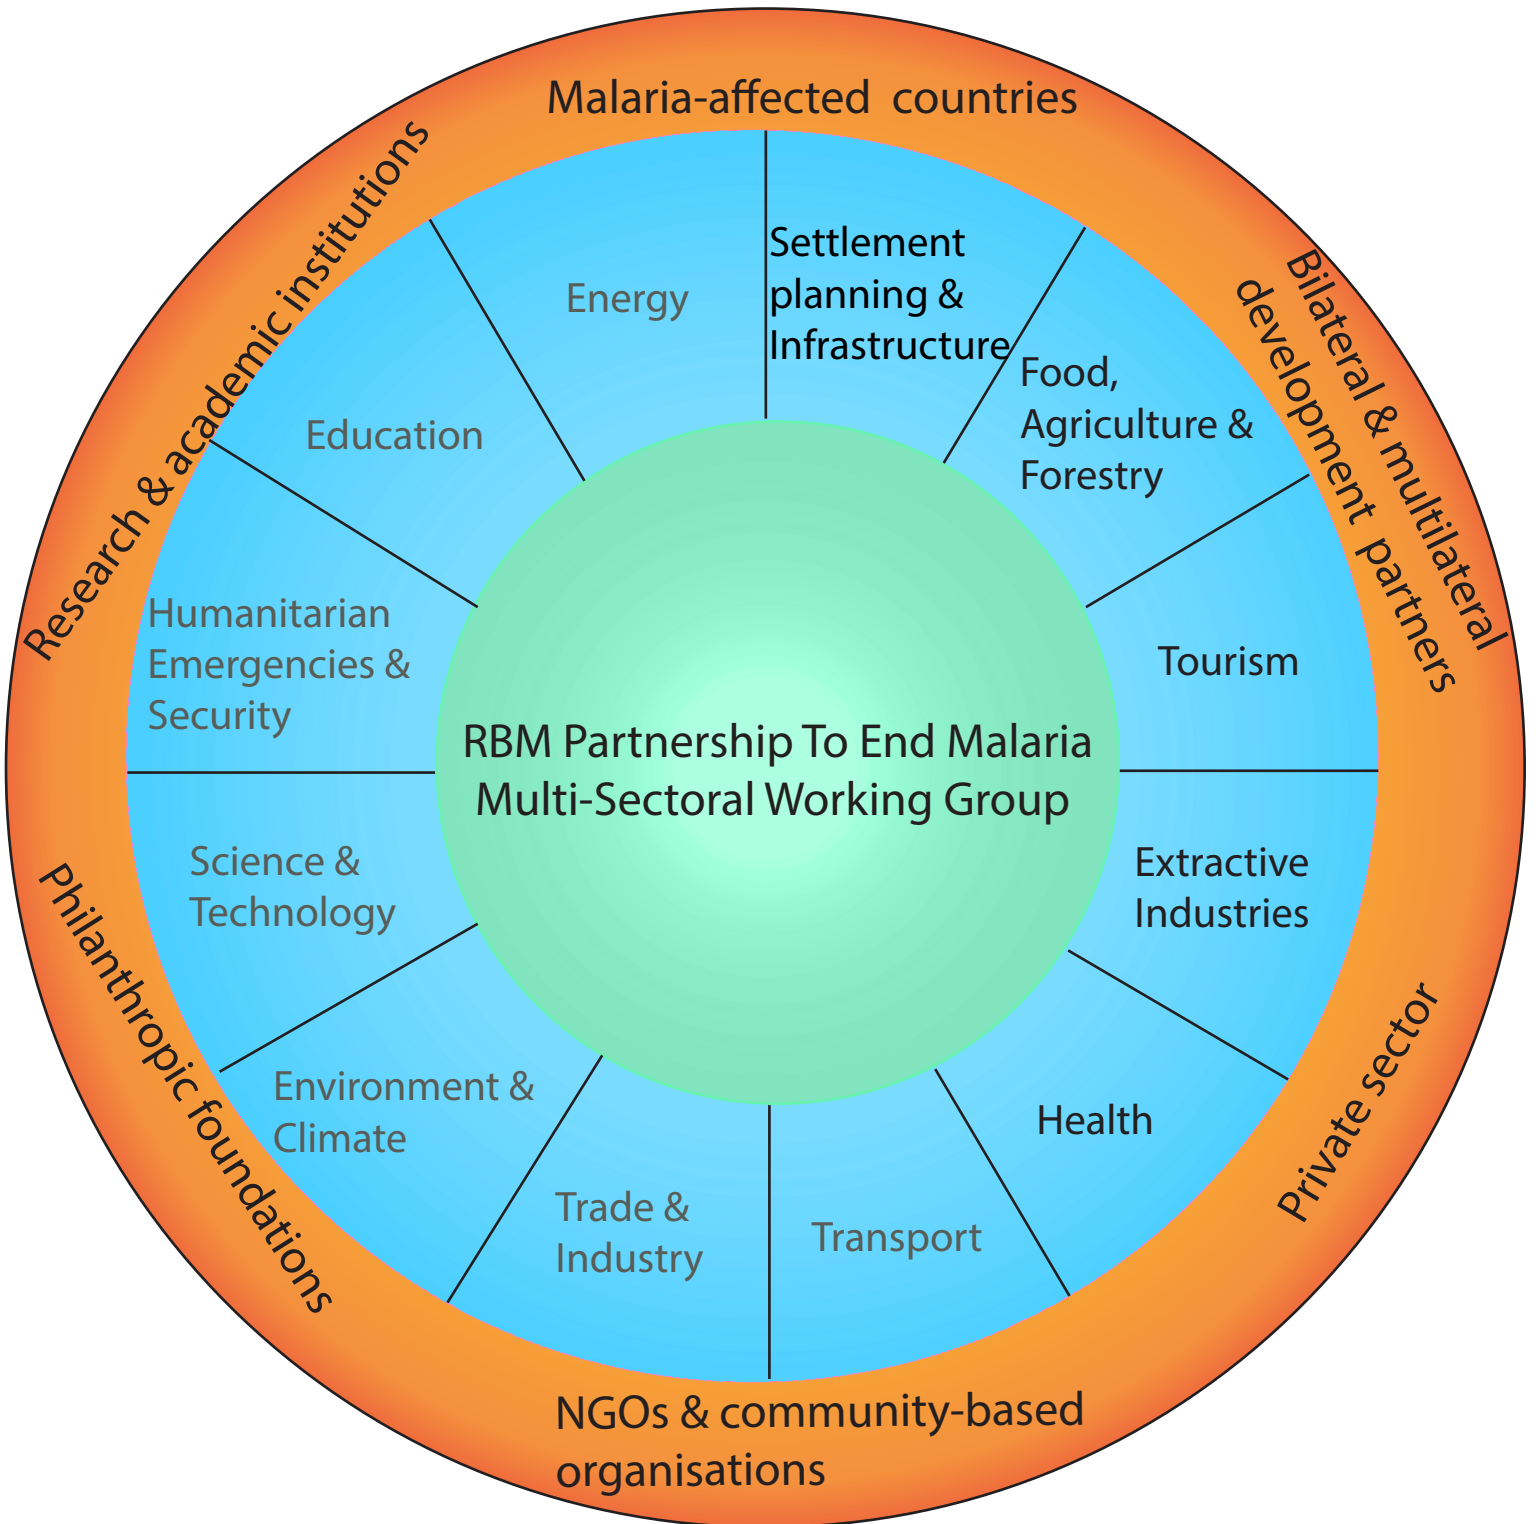 Malaria-affected countries
Bilateral & multilateral
development partners
Private sector
NGOs & community-based
organisations
Philanthropic foundations
Research & academic institutions
Settlement
planning &
Infrastructure
Food,
Agriculture &
Forestry
Tourism
Extractive
Industries
Health
Transport
Trade &
Industry
Environment &
Climate
Science &
Technology
Humanitarian
Emergencies &
Security
Education
Energy
RBM Partnership To End Malaria
Multi-Sectoral Working Group